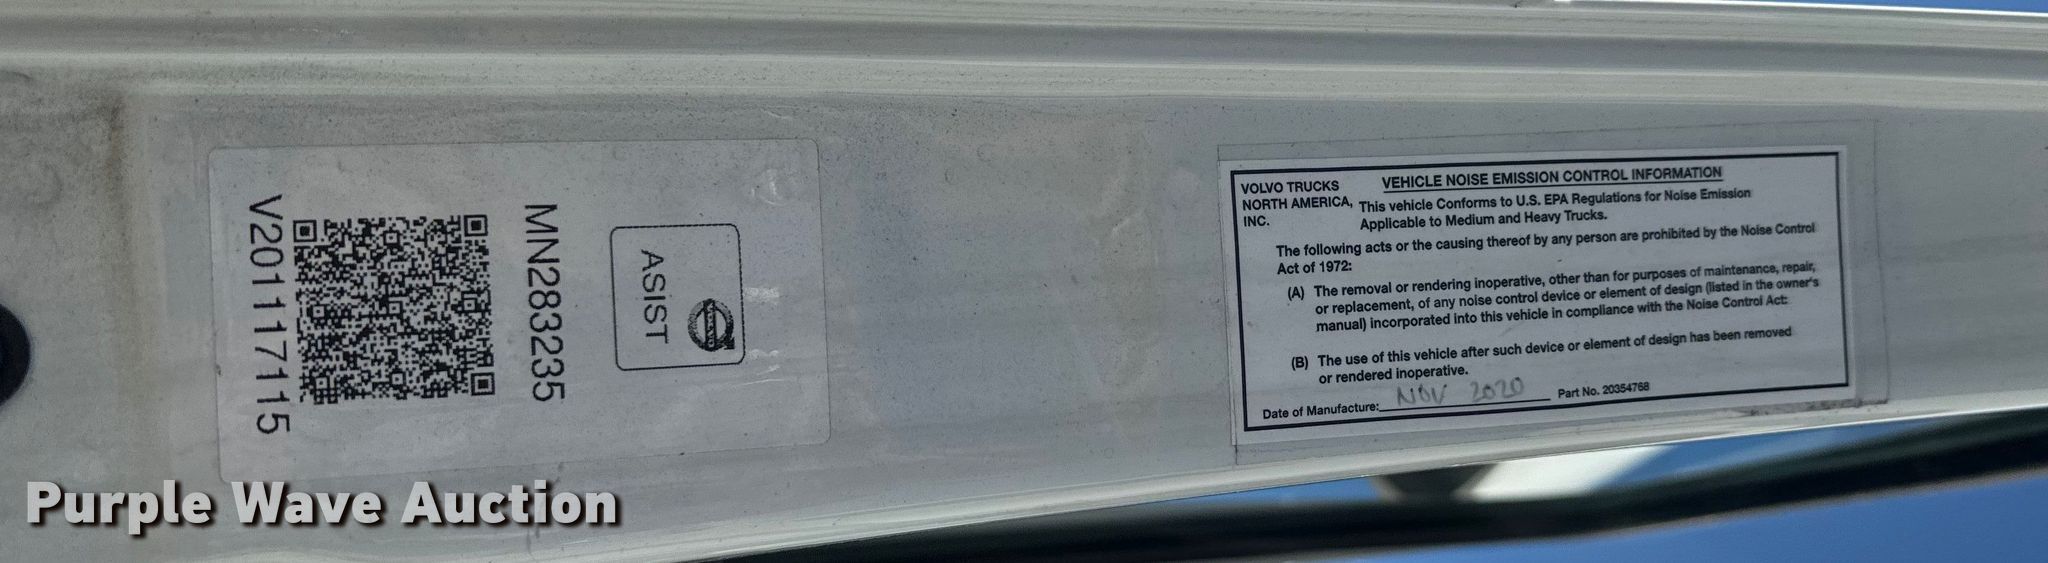 V201117115
MN283235
ASIST
VOLVO TRUCKS
NORTH AMERICA,
INC.
VEHICLE NOISE EMISSION CONTROL INFORMATION
This vehicle Conforms to U.S. EPA Regulations for Noise Emission
Applicable to Medium and Heavy Trucks.
The following acts or the causing thereof by any person are prohibited by the Noise Control
Act of 1972:
(A) The removal or rendering inoperative, other than for purposes of maintenance, repair,
or replacement, of any noise control device or element of design (listed in the owner's
manual) incorporated into this vehicle in compliance with the Noise Control Act:
(B) The use of this vehicle after such device or element of design has been removed
or rendered inoperative.
Date of Manufacture: NOV 2020 Part No. 20354768
Purple Wave Auction